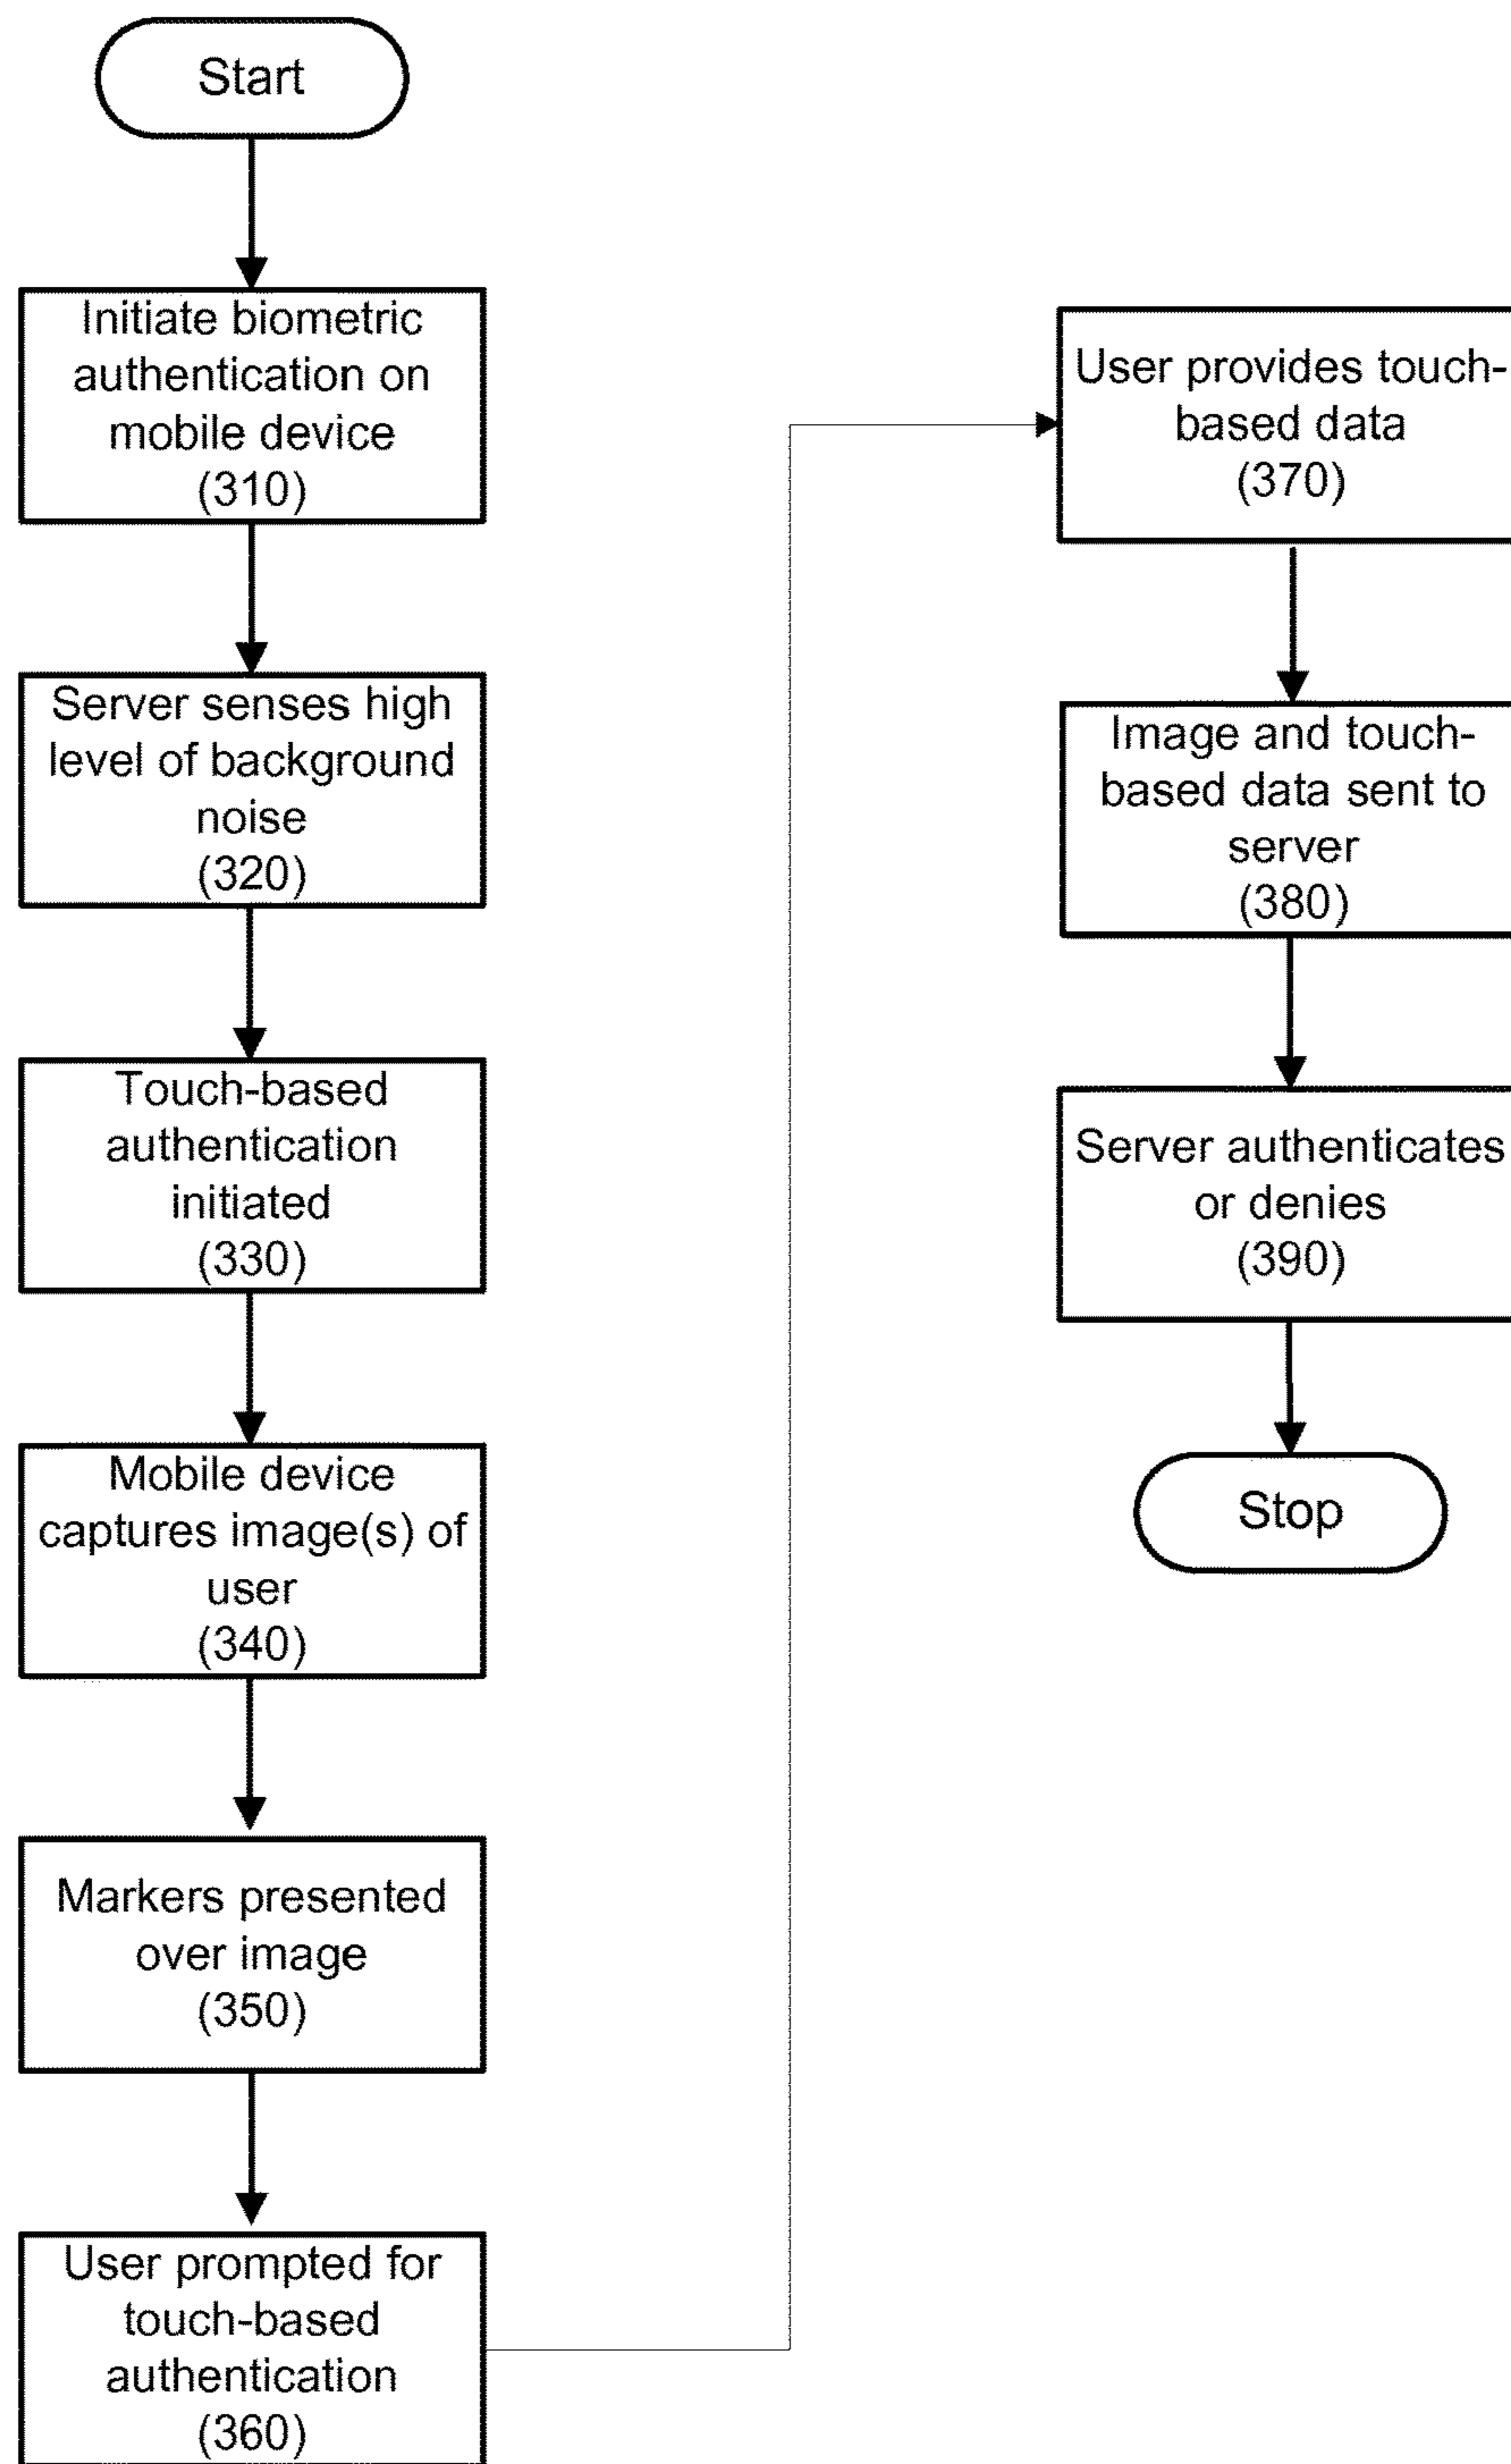 Start
Initiate biometric
authentication on
mobile device
(310)
Server senses high
level of background
noise
(320)
Touch-based
authentication
initiated
(330)
Mobile device
captures image(s) of
user
(340)
Markers presented
over image
(350)
User prompted for
touch-based
authentication
(360)
User provides touch-
based data
(370)
Image and touch-
based data sent to
server
(380)
Server authenticates
or denies
(390)
Stop